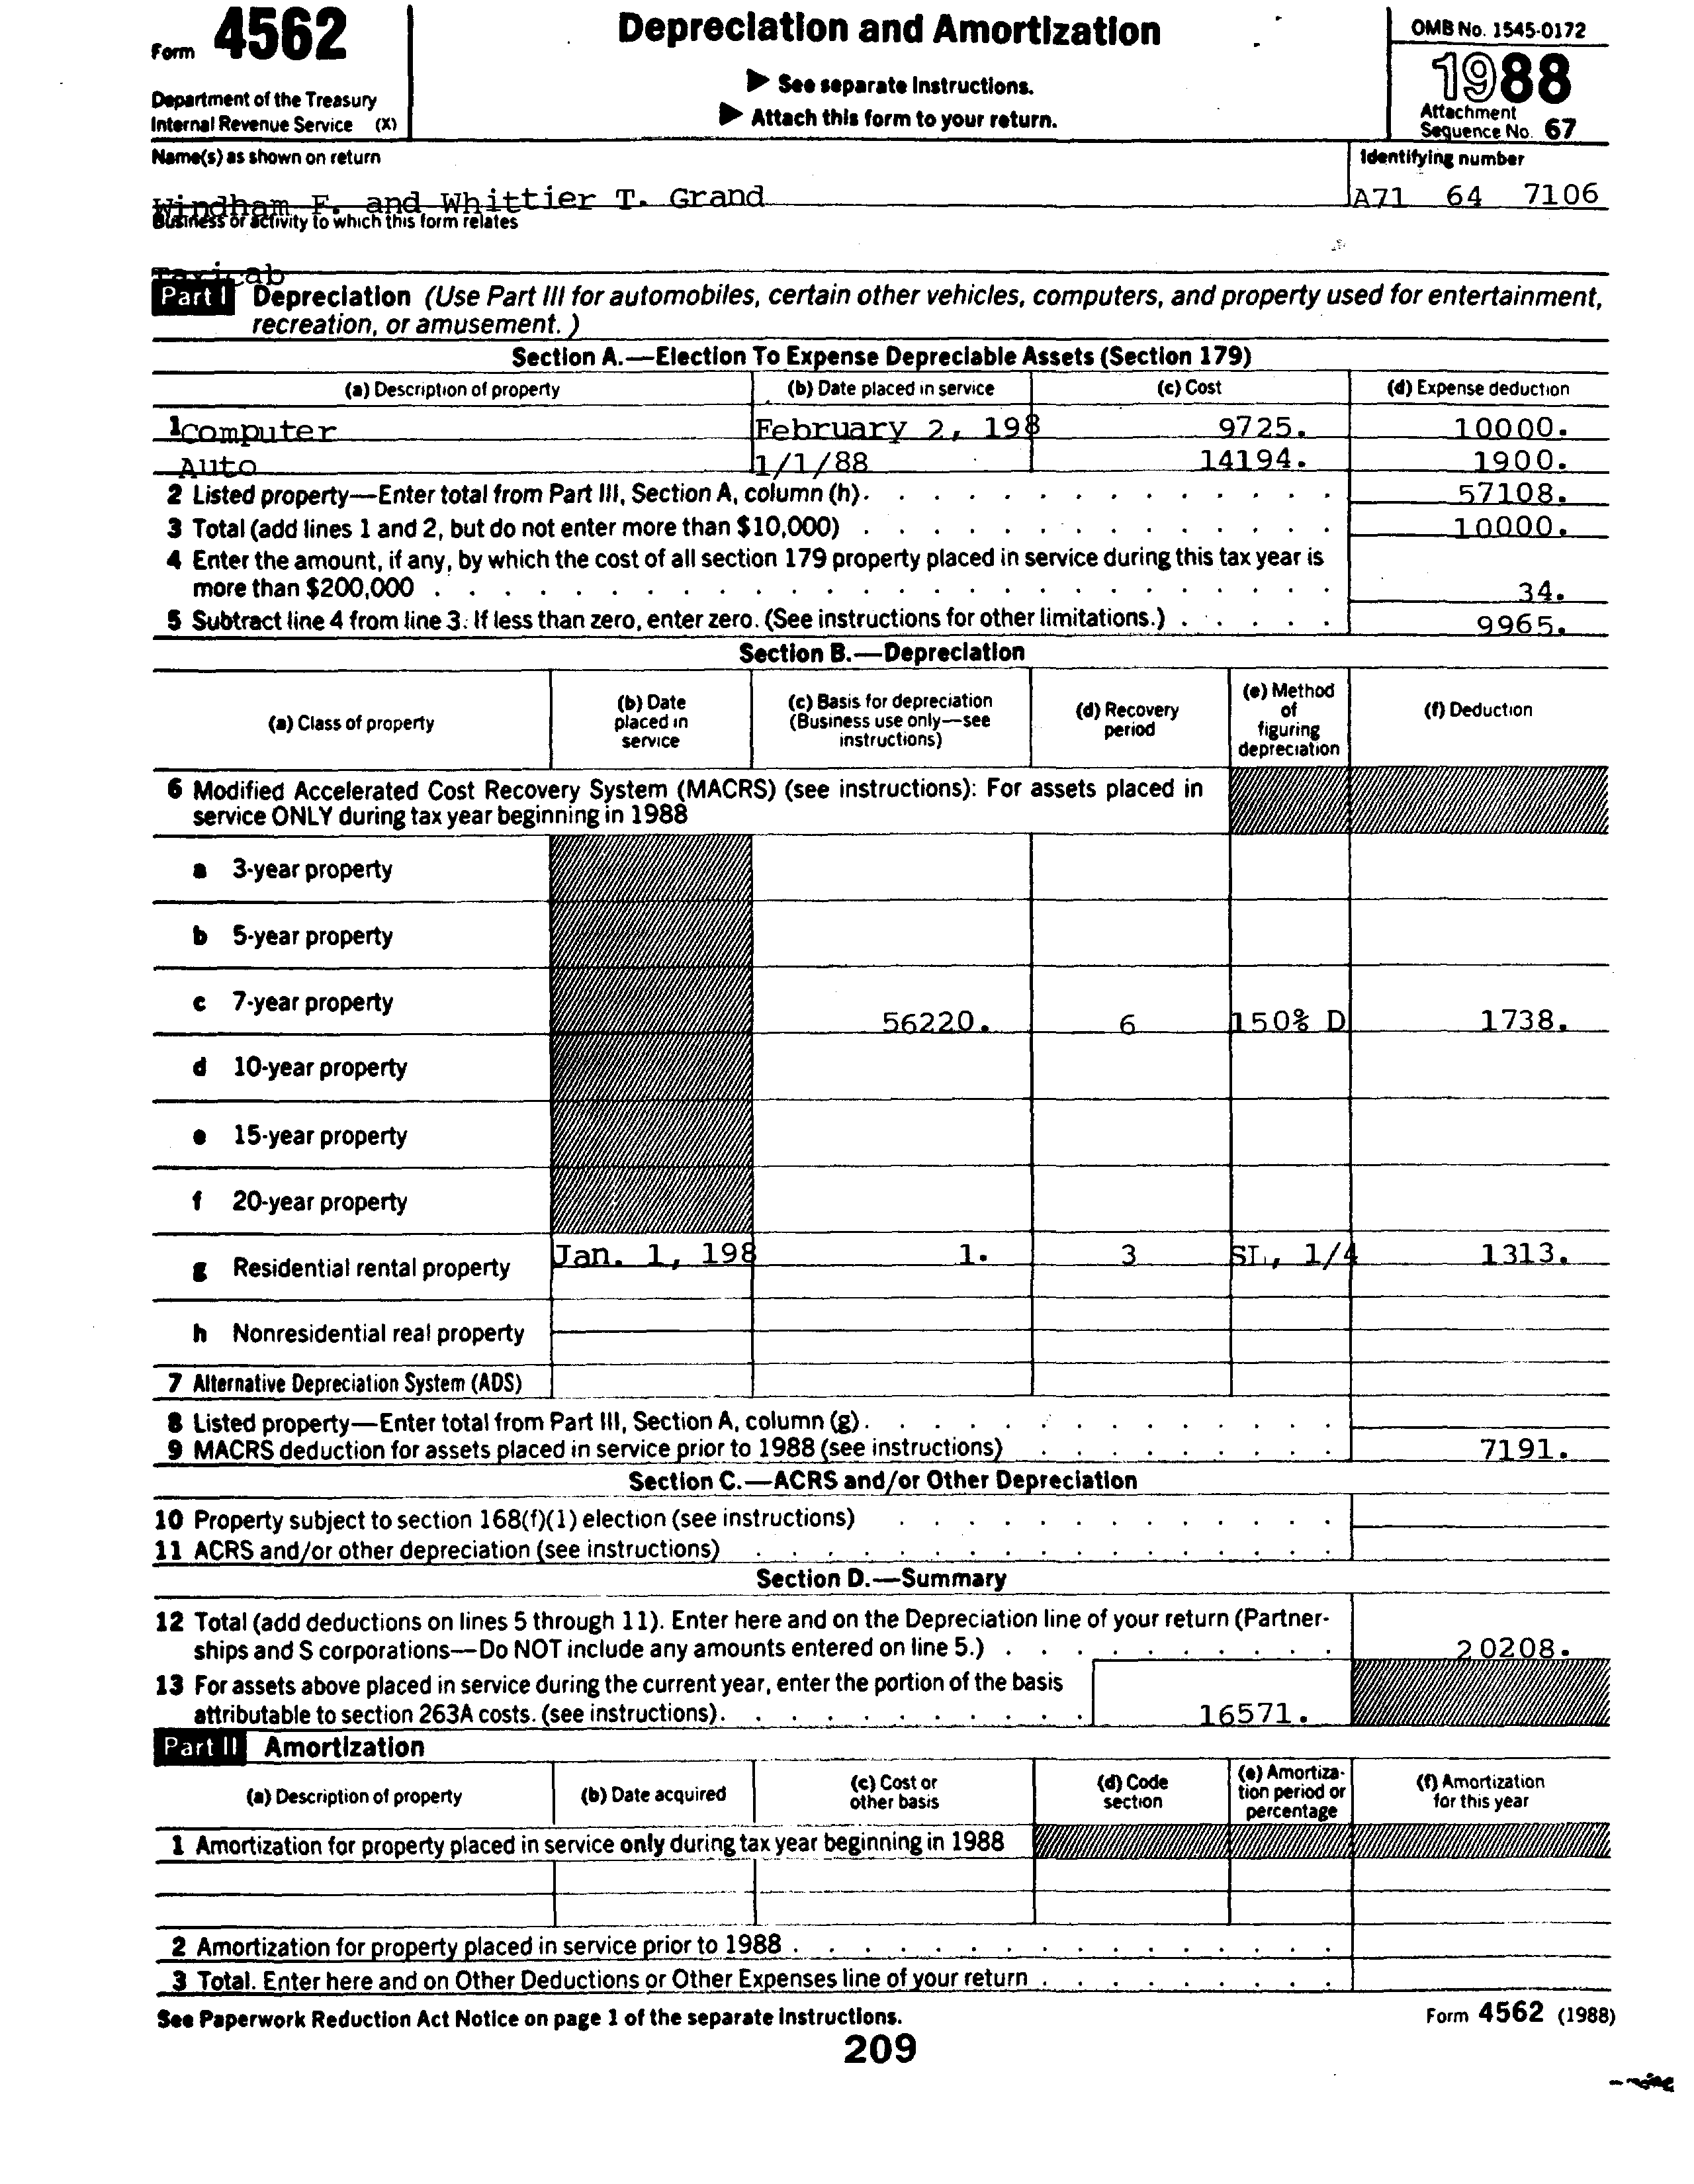 Form 4562
Department of the Treasury
Internal Revenue Service (X)
Depreciation and Amortization
▶ See separate Instructions.
▶ Attach this form to your return.
OMB No. 1545-0172
1988
Attachment
Sequence No. 67
Name(s) as shown on return
Identifying number
Windham F. and Whittier T. Grand
A71 64 7106
Business or activity to which this form relates
Taxicab
Part I Depreciation (Use Part III for automobiles, certain other vehicles, computers, and property used for entertainment,
recreation, or amusement. )
Section A.—Election To Expense Depreciable Assets (Section 179)
(a) Description of property (b) Date placed in service (c) Cost (d) Expense deduction
1 computer February 2, 198 9725. 10000.
Auto 1/1/88 14194. 1900.
2 Listed property—Enter total from Part III, Section A, column (h). 57108.
3 Total (add lines 1 and 2, but do not enter more than $10,000) 10000.
4 Enter the amount, if any, by which the cost of all section 179 property placed in service during this tax year is
more than $200,000 34.
5 Subtract line 4 from line 3. If less than zero, enter zero. (See instructions for other limitations.) 9965.
Section B.—Depreciation
(a) Class of property (b) Date placed in service (c) Basis for depreciation (Business use only—see instructions) (d) Recovery period (e) Method of figuring depreciation (f) Deduction
6 Modified Accelerated Cost Recovery System (MACRS) (see instructions): For assets placed in
service ONLY during tax year beginning in 1988
a 3-year property
b 5-year property
c 7-year property 56220. 6 150% D 1738.
d 10-year property
e 15-year property
f 20-year property
g Residential rental property Jan. 1, 198 1. 3 SL, 1/4 1313.
h Nonresidential real property
7 Alternative Depreciation System (ADS)
8 Listed property—Enter total from Part III, Section A, column (g).
9 MACRS deduction for assets placed in service prior to 1988 (see instructions) 7191.
Section C.—ACRS and/or Other Depreciation
10 Property subject to section 168(f)(1) election (see instructions)
11 ACRS and/or other depreciation (see instructions)
Section D.—Summary
12 Total (add deductions on lines 5 through 11). Enter here and on the Depreciation line of your return (Partner-
ships and S corporations—Do NOT include any amounts entered on line 5.) 20208.
13 For assets above placed in service during the current year, enter the portion of the basis
attributable to section 263A costs. (see instructions). 16571.
Part II Amortization
(a) Description of property (b) Date acquired (c) Cost or other basis (d) Code section (e) Amortiza-tion period or percentage (f) Amortization for this year
1 Amortization for property placed in service only during tax year beginning in 1988
2 Amortization for property placed in service prior to 1988
3 Total. Enter here and on Other Deductions or Other Expenses line of your return
See Paperwork Reduction Act Notice on page 1 of the separate Instructions.
Form 4562 (1988)
209